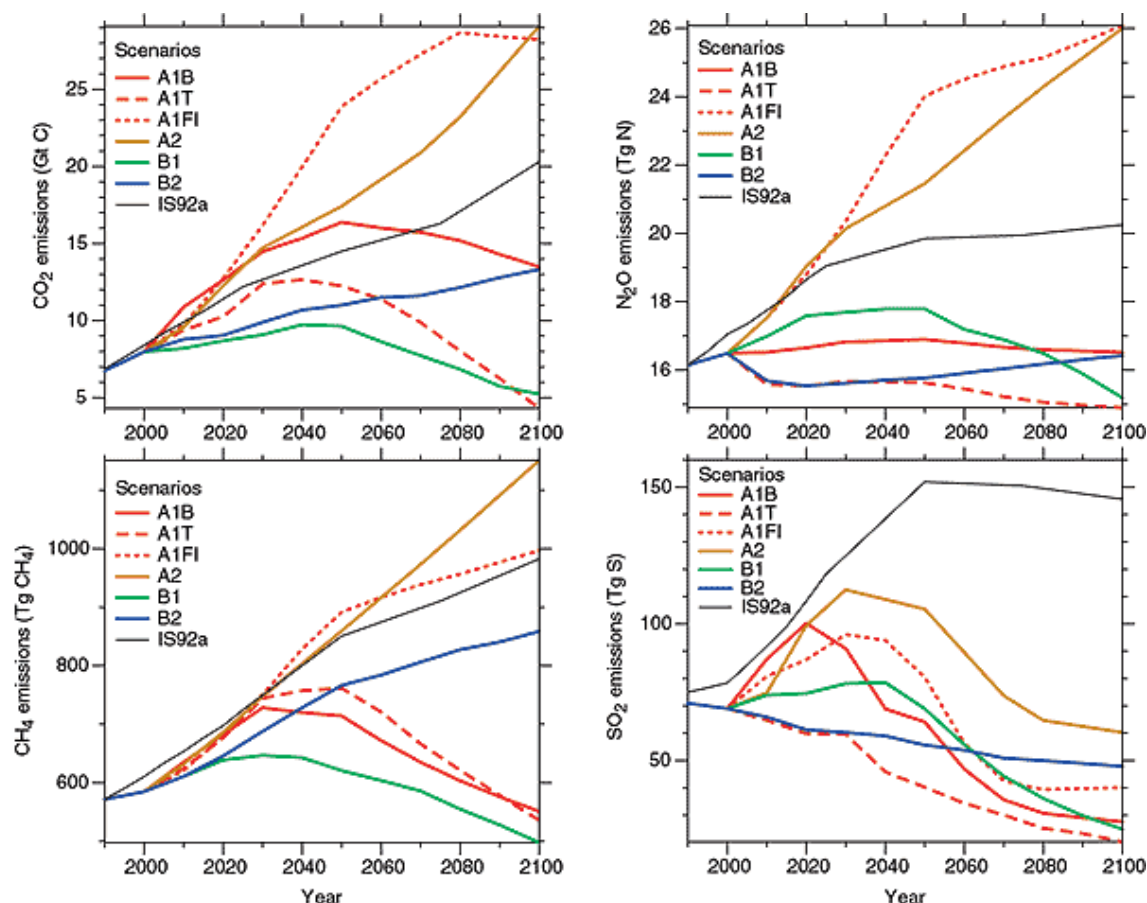 CO₂ emissions (Gt C)
25
20
15
10
5
Scenarios
A1B
A1T
A1FI
A2
B1
B2
IS92a
2000 2020 2040 2060 2080 2100
N₂O emissions (Tg N)
26
24
22
20
18
16
Scenarios
A1B
A1T
A1FI
A2
B1
B2
IS92a
2000 2020 2040 2060 2080 2100
CH₄ emissions (Tg CH₄)
1000
800
600
Scenarios
A1B
A1T
A1FI
A2
B1
B2
IS92a
2000 2020 2040 2060 2080 2100
Year
SO₂ emissions (Tg S)
150
100
50
Scenarios
A1B
A1T
A1FI
A2
B1
B2
IS92a
2000 2020 2040 2060 2080 2100
Year